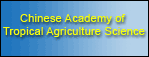 Chinese Academy of
Tropical Agriculture Science